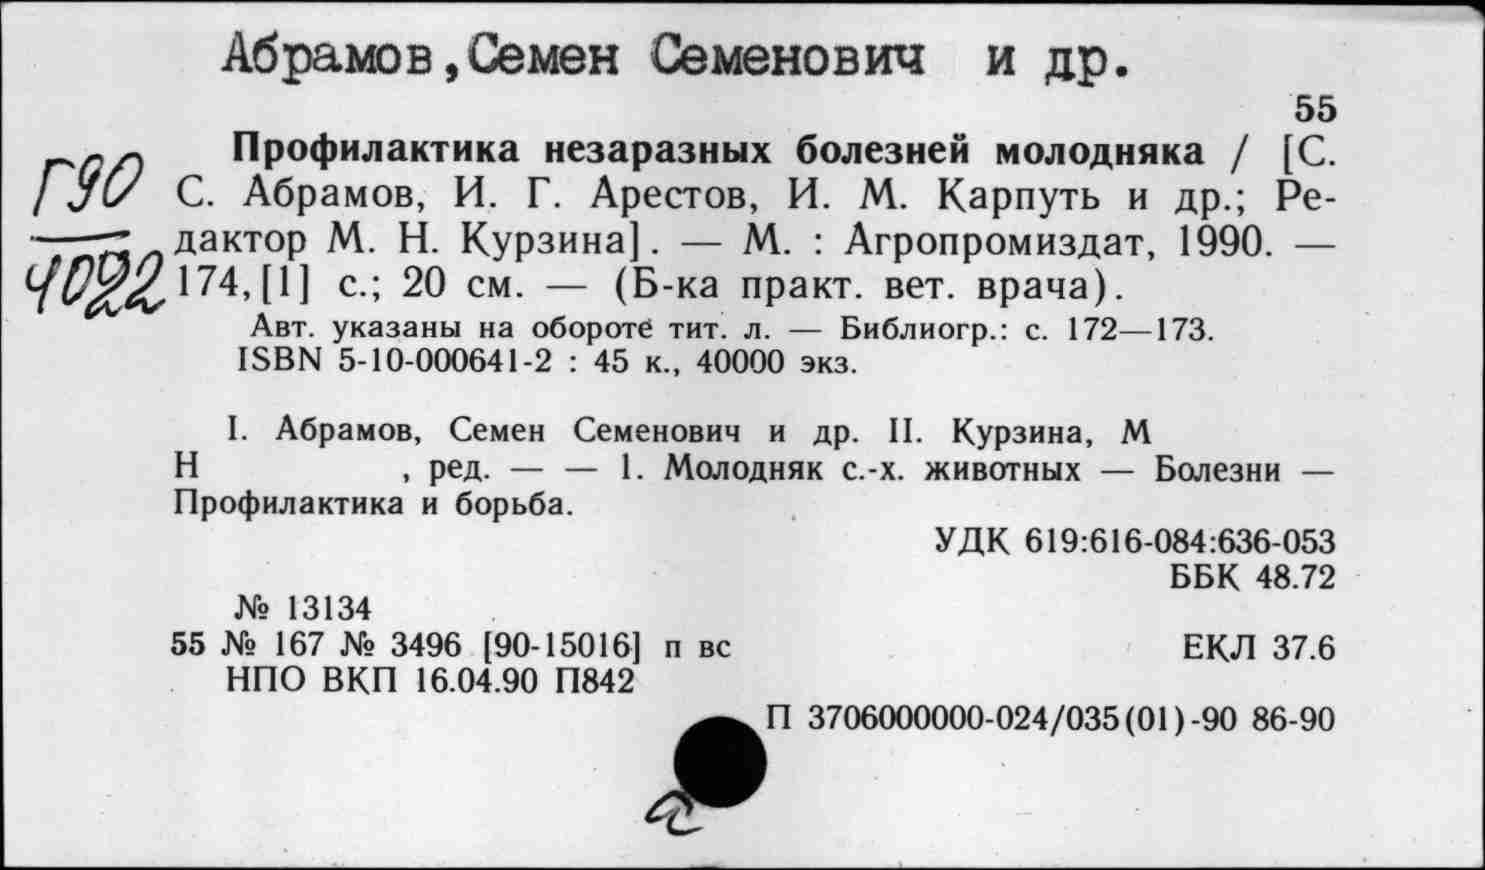 Абрамов,Семен Семенович и др.
55
Профилактика незаразных болезней молодняка / [С.
Г90
С. Абрамов, И. Г. Арестов, И. М. Карпуть и др.; Ре-
дактор М. Н. Курзина]. — М. : Агропромиздат, 1990. —
4022
174,[1] с.; 20 см. — (Б-ка практ. вет. врача).
Авт. указаны на обороте тит. л. — Библиогр.: с. 172—173.
ISBN 5-10-000641-2 : 45 к., 40000 экз.
I. Абрамов, Семен Семенович и др. II. Курзина, М
Н , ред. — — 1. Молодняк с.-х. животных — Болезни —
Профилактика и борьба.
УДК 619:616-084:636-053
ББК 48.72
№ 13134
55 № 167 № 3496 [90-15016] п вс
ЕКЛ 37.6
НПО ВКП 16.04.90 П842
П 3706000000-024/035(01)-90 86-90